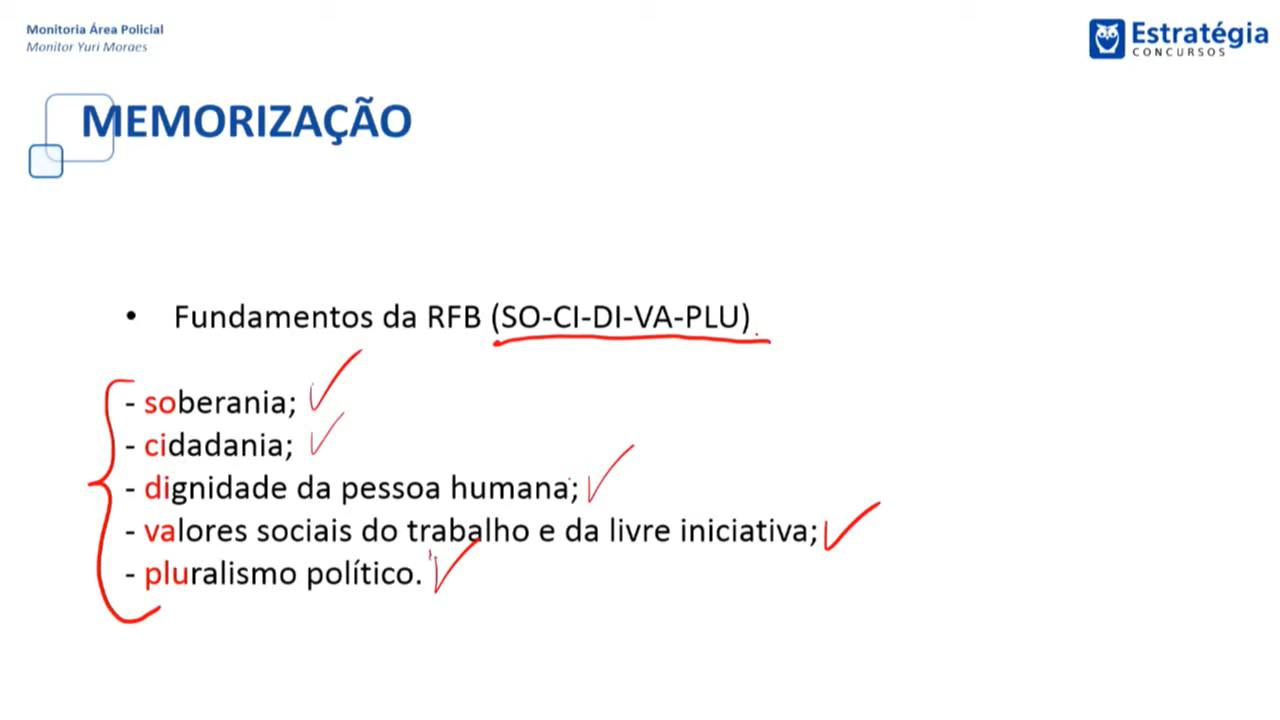 Monitoria Área Policial
Monitor Yuri Moraes
Estratégia
CONCURSOS
MEMORIZAÇÃO
• Fundamentos da RFB (SO-CI-DI-VA-PLU)
- soberania;
- cidadania;
- dignidade da pessoa humana;
- valores sociais do trabalho e da livre iniciativa;
- pluralismo político.